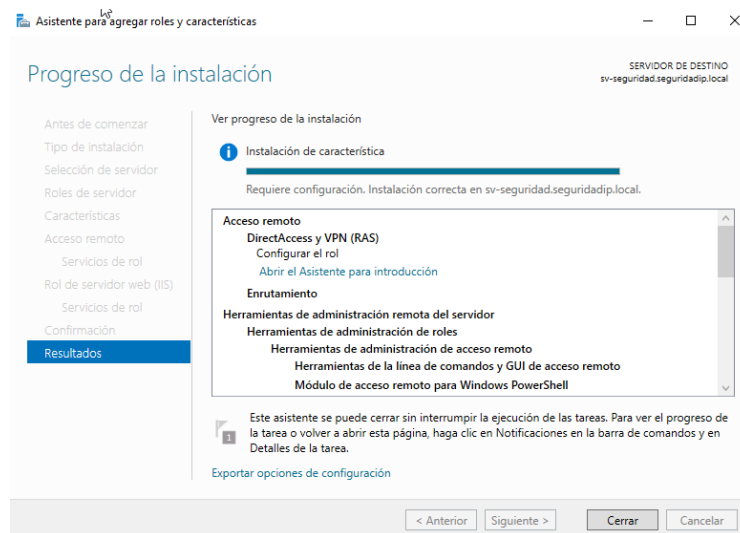 Asistente para agregar roles y características
Progreso de la instalación
SERVIDOR DE DESTINO
sv-seguridad.seguridadip.local
Antes de comenzar
Tipo de instalación
Selección de servidor
Roles de servidor
Características
Acceso remoto
Servicios de rol
Rol de servidor web (IIS)
Servicios de rol
Confirmación
Resultados
Ver progreso de la instalación
Instalación de característica
Requiere configuración. Instalación correcta en sv-seguridad.seguridadip.local.
Acceso remoto
DirectAccess y VPN (RAS)
Configurar el rol
Abrir el Asistente para introducción
Enrutamiento
Herramientas de administración remota del servidor
Herramientas de administración de roles
Herramientas de administración de acceso remoto
Herramientas de la línea de comandos y GUI de acceso remoto
Módulo de acceso remoto para Windows PowerShell
1
Este asistente se puede cerrar sin interrumpir la ejecución de las tareas. Para ver el progreso de
la tarea o volver a abrir esta página, haga clic en Notificaciones en la barra de comandos y en
Detalles de la tarea.
Exportar opciones de configuración
< Anterior
Siguiente >
Cerrar
Cancelar